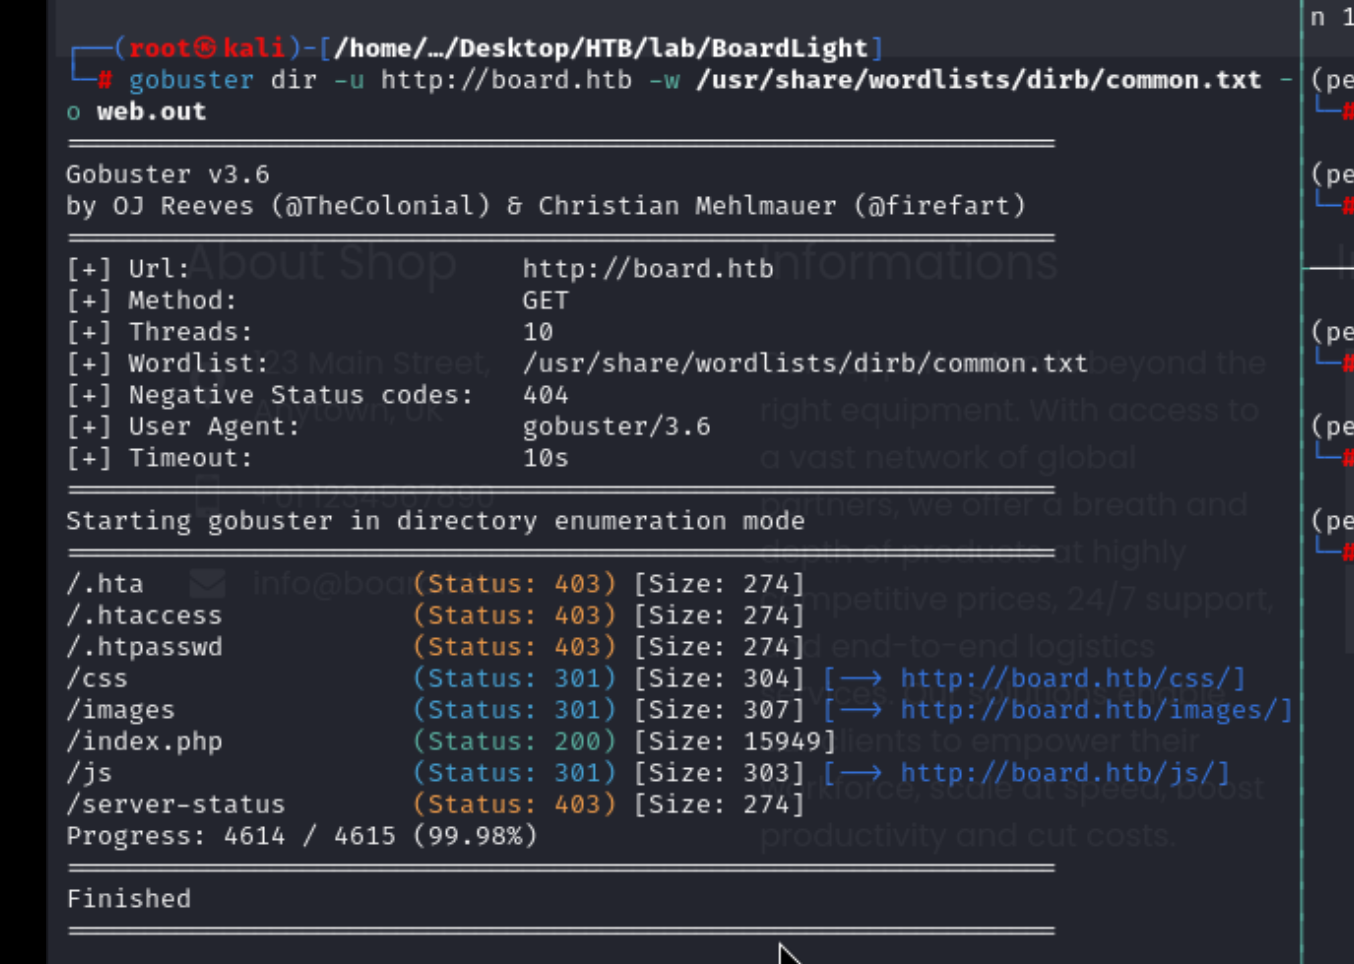 ┌──(root㉿kali)-[/home/…/Desktop/HTB/lab/BoardLight]
└─# gobuster dir -u http://board.htb -w /usr/share/wordlists/dirb/common.txt -
o web.out
===============================================================
Gobuster v3.6
by OJ Reeves (@TheColonial) & Christian Mehlmauer (@firefart)
===============================================================
[+] Url:                     http://board.htb
[+] Method:                  GET
[+] Threads:                 10
[+] Wordlist:                /usr/share/wordlists/dirb/common.txt
[+] Negative Status codes:   404
[+] User Agent:              gobuster/3.6
[+] Timeout:                 10s
===============================================================
Starting gobuster in directory enumeration mode
===============================================================
/.hta                 (Status: 403) [Size: 274]
/.htaccess            (Status: 403) [Size: 274]
/.htpasswd            (Status: 403) [Size: 274]
/css                  (Status: 301) [Size: 304] [--> http://board.htb/css/]
/images               (Status: 301) [Size: 307] [--> http://board.htb/images/]
/index.php            (Status: 200) [Size: 15949]
/js                   (Status: 301) [Size: 303] [--> http://board.htb/js/]
/server-status        (Status: 403) [Size: 274]
Progress: 4614 / 4615 (99.98%)
===============================================================
Finished
===============================================================
n 1
(pe
└─#
(pe
└─#
(pe
└─#
(pe
└─#
(pe
└─#
About Shop
123 Main Street,
Anytown, UK
+01 1234567890
info@boa
Informations
beyond the
right equipment. With access to
a vast network of global
partners, we offer a breath and
depth of products at highly
competitive prices, 24/7 support,
and end-to-end logistics
services. Our solutions enable
clients to empower their
workforce, scale at speed, boost
productivity and cut costs.